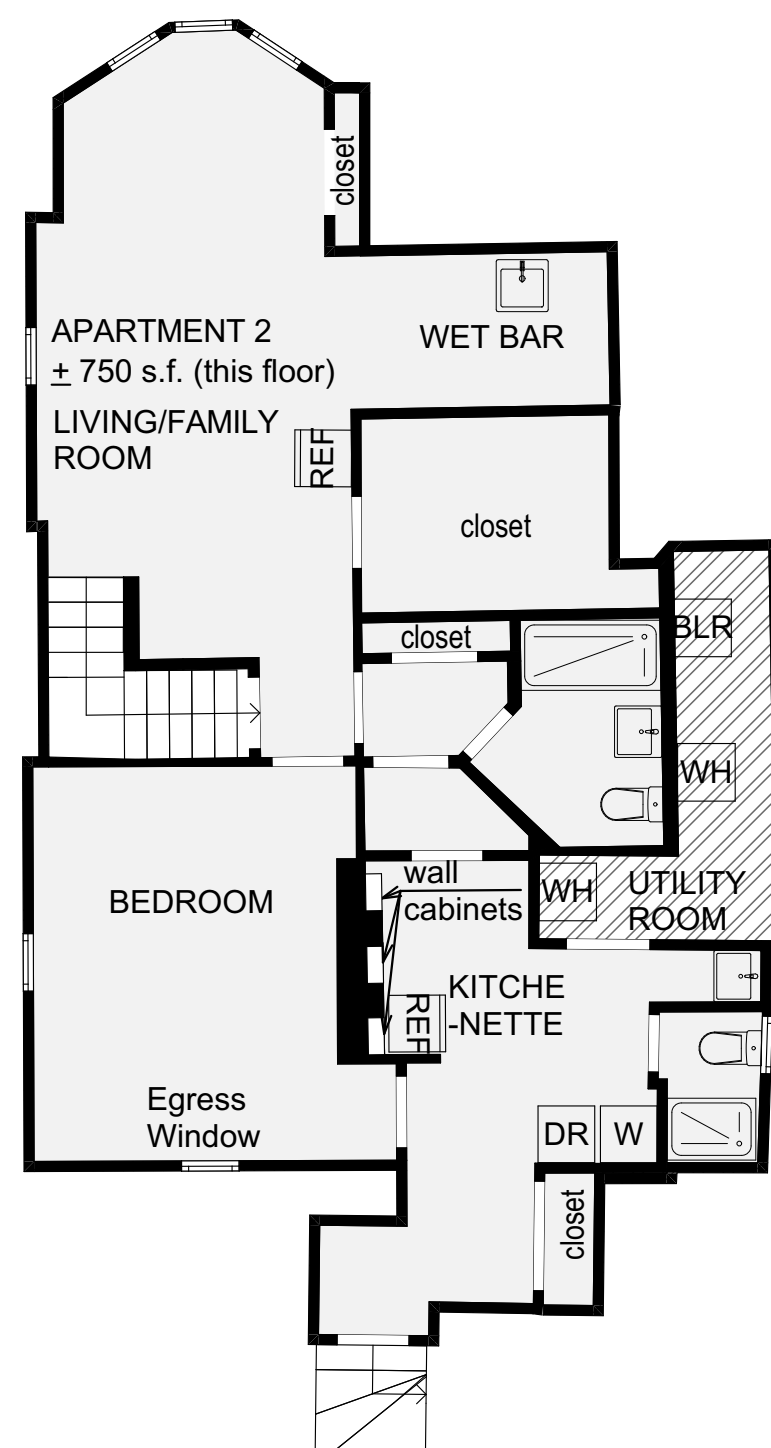 closet
APARTMENT 2
± 750 s.f. (this floor)
LIVING/FAMILY
ROOM
WET BAR
REF
closet
closet
BLR
WH
WH
UTILITY
ROOM
BEDROOM
wall
cabinets
KITCHE
-NETTE
REF
Egress
Window
DR
W
closet